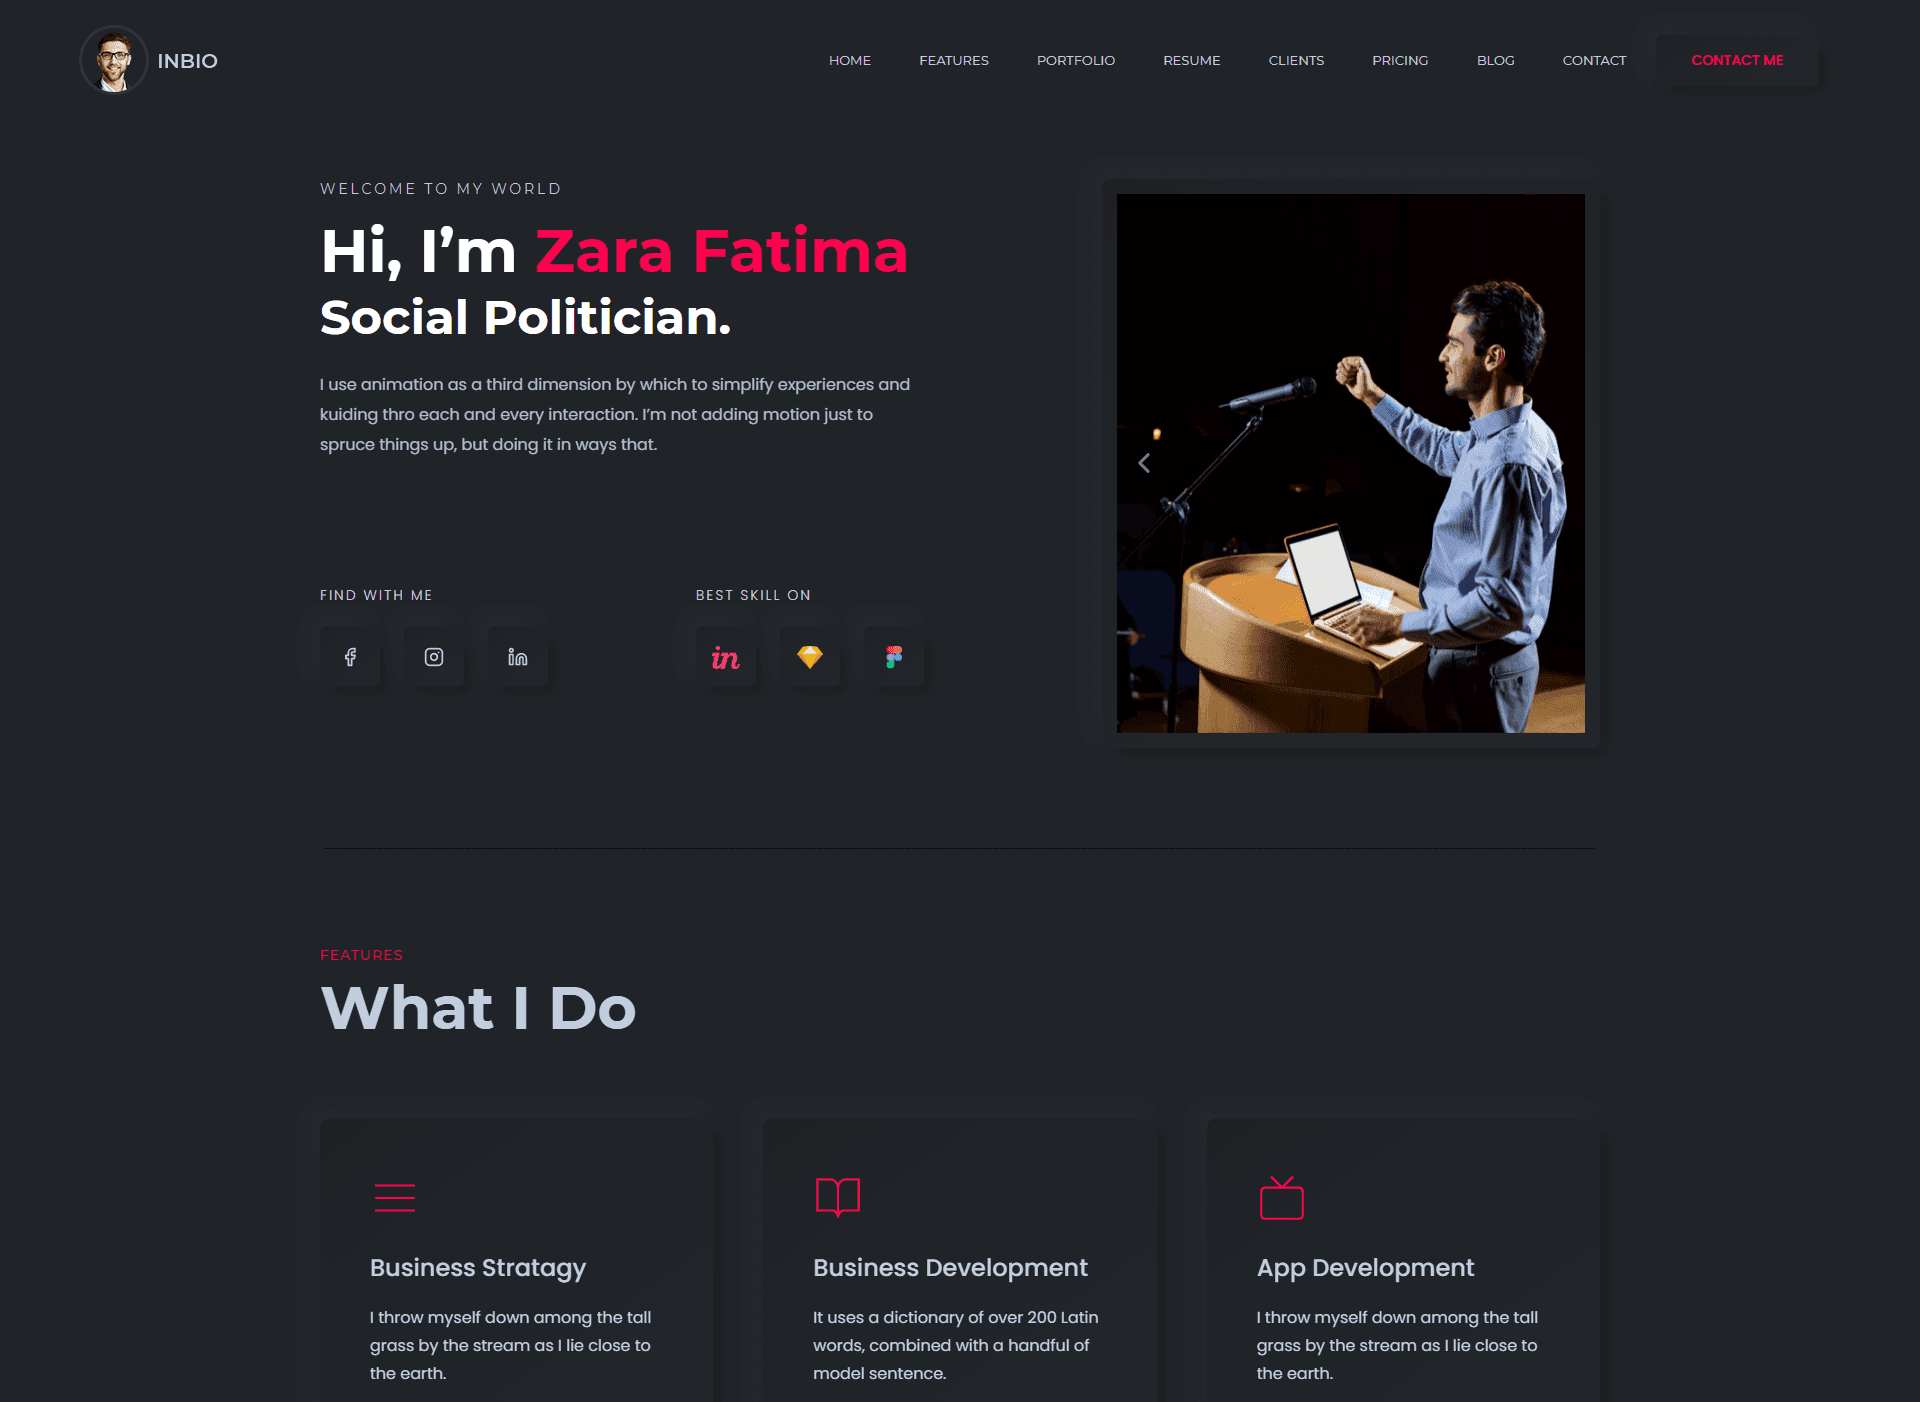 INBIO
HOME FEATURES PORTFOLIO RESUME CLIENTS PRICING BLOG CONTACT CONTACT ME
WELCOME TO MY WORLD
Hi, I’m Zara Fatima
Social Politician.
I use animation as a third dimension by which to simplify experiences and
kuiding thro each and every interaction. I’m not adding motion just to
spruce things up, but doing it in ways that.
FIND WITH ME
BEST SKILL ON
in
in
FEATURES
What I Do
Business Stratagy
I throw myself down among the tall
grass by the stream as I lie close to
the earth.
Business Development
It uses a dictionary of over 200 Latin
words, combined with a handful of
model sentence.
App Development
I throw myself down among the tall
grass by the stream as I lie close to
the earth.